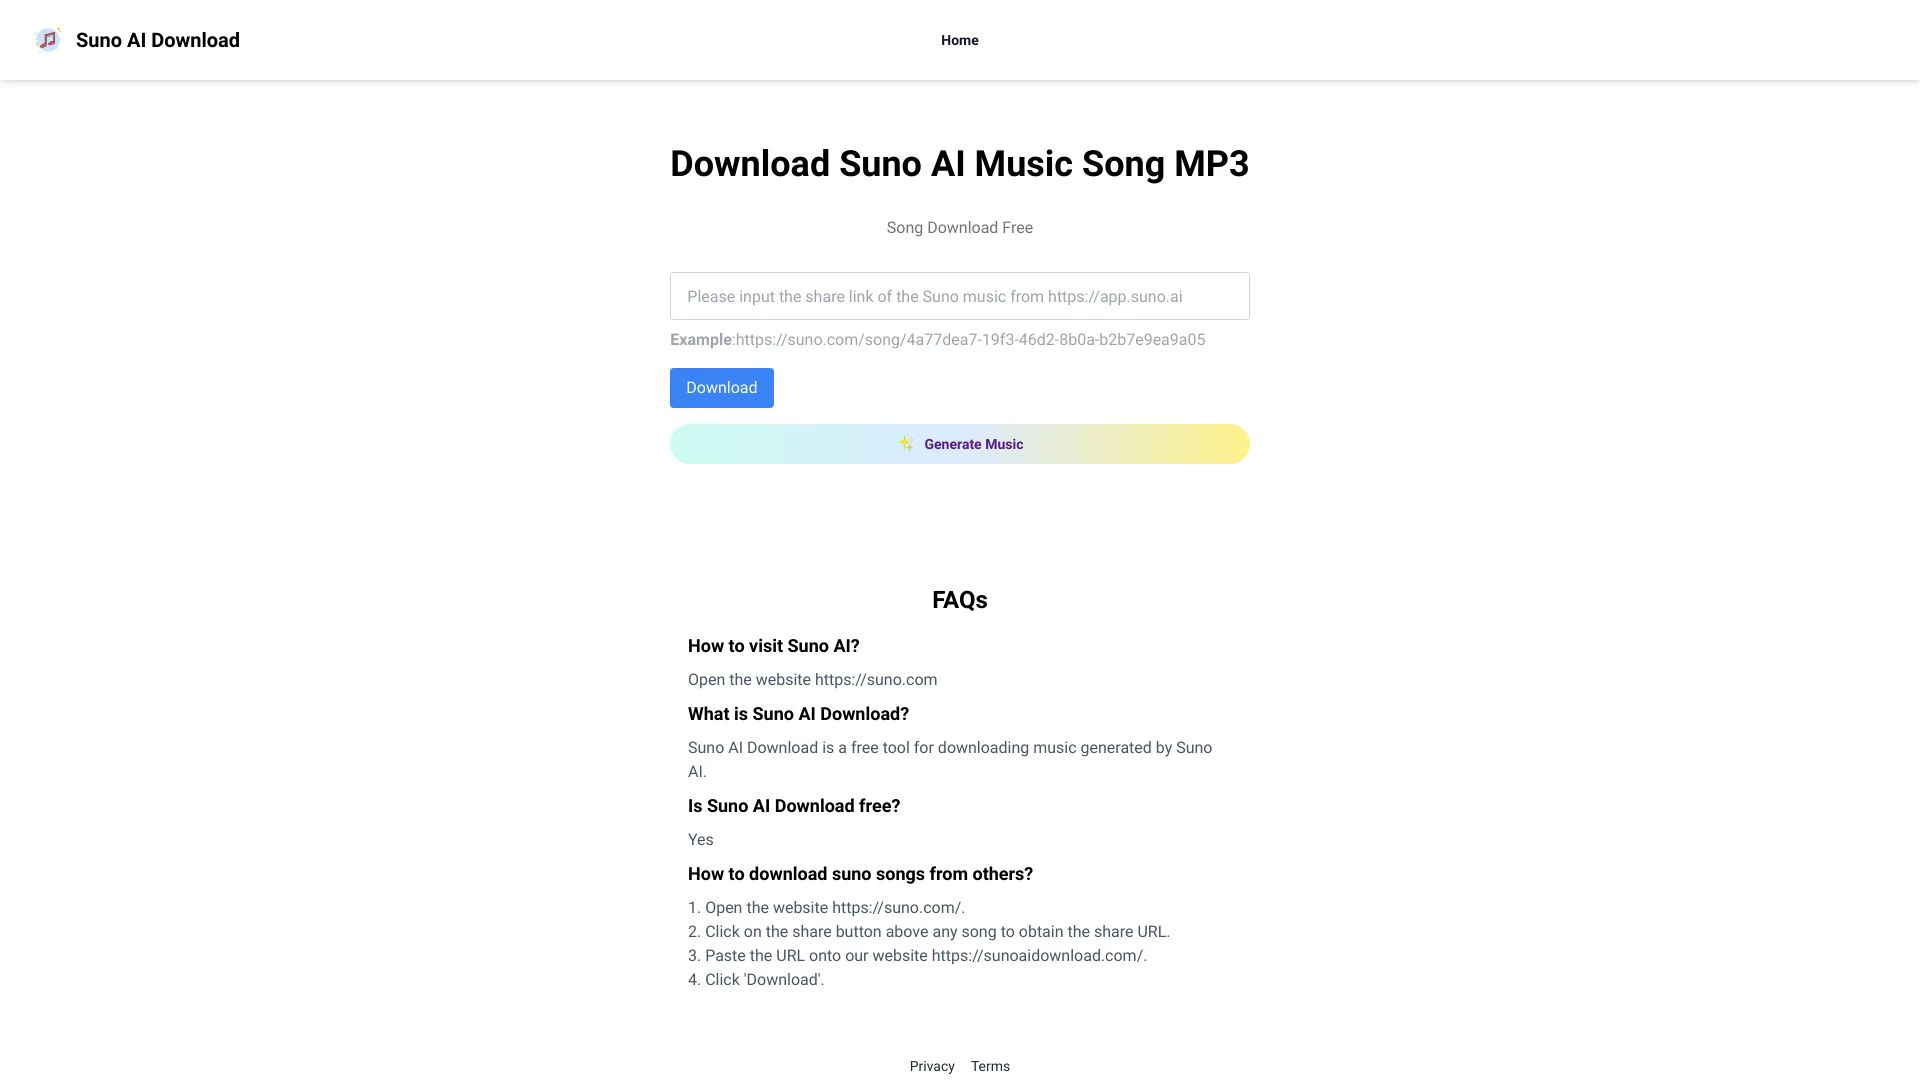 Suno AI Download
Home
Download Suno AI Music Song MP3
Song Download Free
Please input the share link of the Suno music from https://app.suno.ai
Example:https://suno.com/song/4a77dea7-19f3-46d2-8b0a-b2b7e9ea9a05
Download
Generate Music
FAQs
How to visit Suno AI?
Open the website https://suno.com
What is Suno AI Download?
Suno AI Download is a free tool for downloading music generated by Suno
AI.
Is Suno AI Download free?
Yes
How to download suno songs from others?
1. Open the website https://suno.com/.
2. Click on the share button above any song to obtain the share URL.
3. Paste the URL onto our website https://sunoaidownload.com/.
4. Click 'Download'.
Privacy Terms